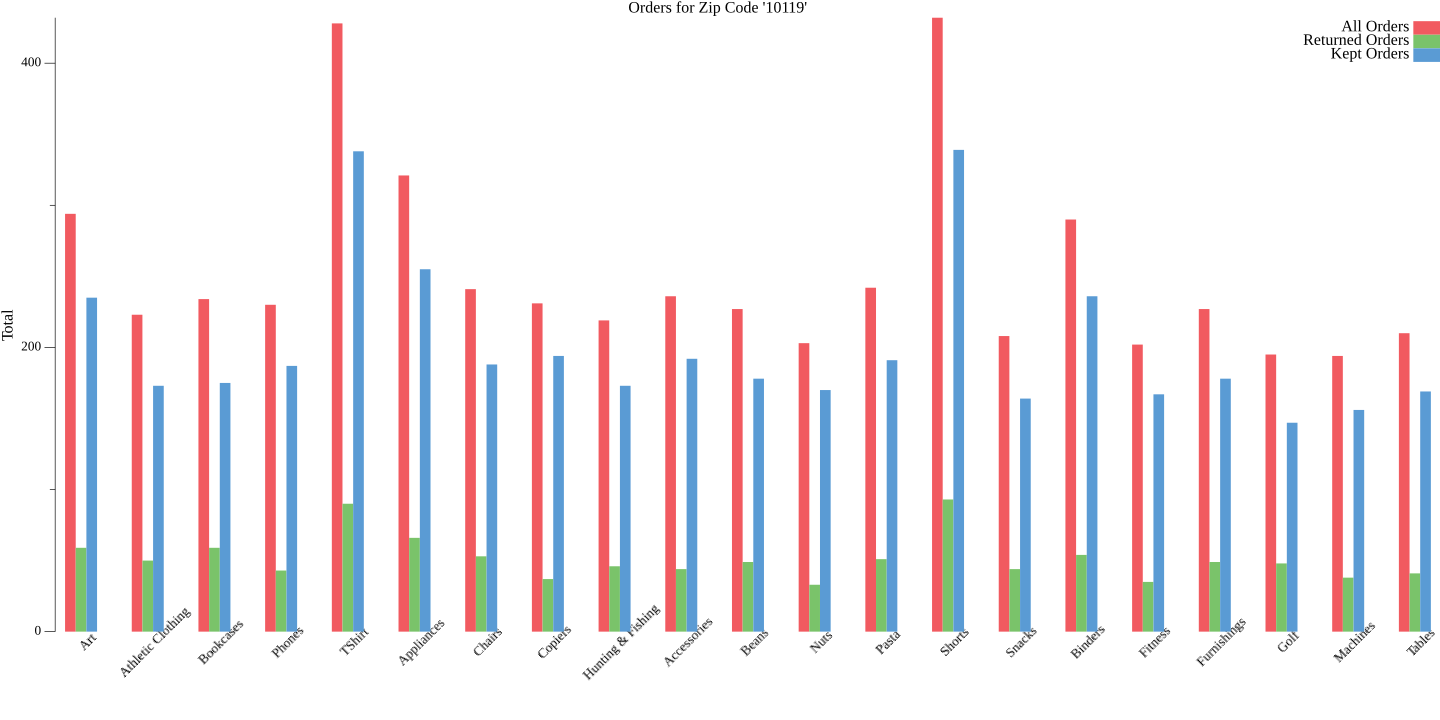 Orders for Zip Code '10119'
All Orders
Returned Orders
Kept Orders
Total
400
200
0
Art
Athletic Clothing
Bookcases
Phones
TShirt
Appliances
Chairs
Copiers
Hunting & Fishing
Accessories
Beans
Nuts
Pasta
Shorts
Snacks
Binders
Fitness
Furnishings
Golf
Machines
Tables